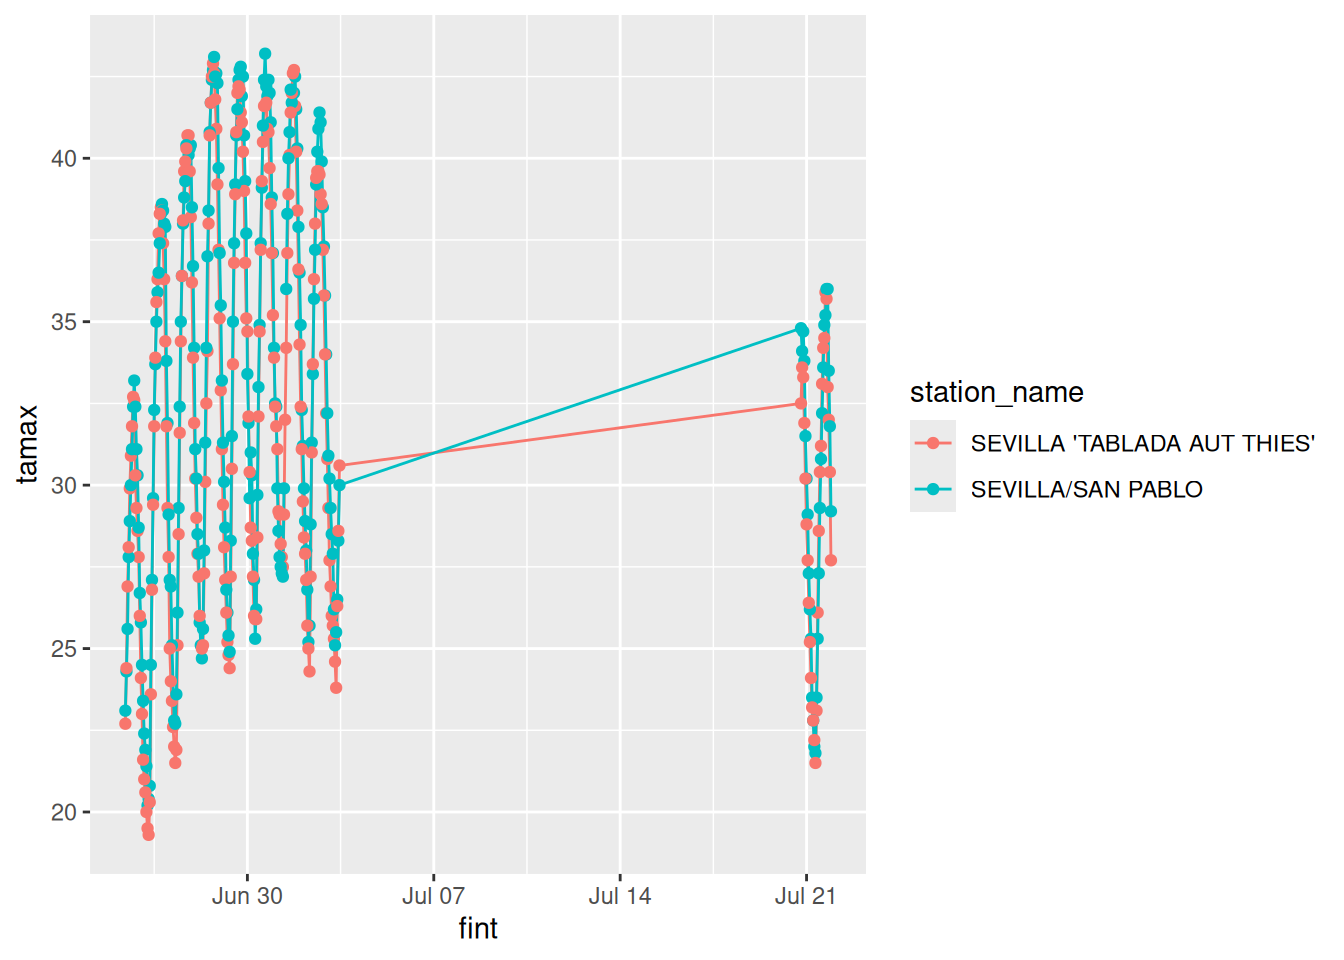 tamax
40
35
30
25
20
Jun 30
Jul 07
Jul 14
Jul 21
fint
station_name
SEVILLA 'TABLADA AUT THIES'
SEVILLA/SAN PABLO